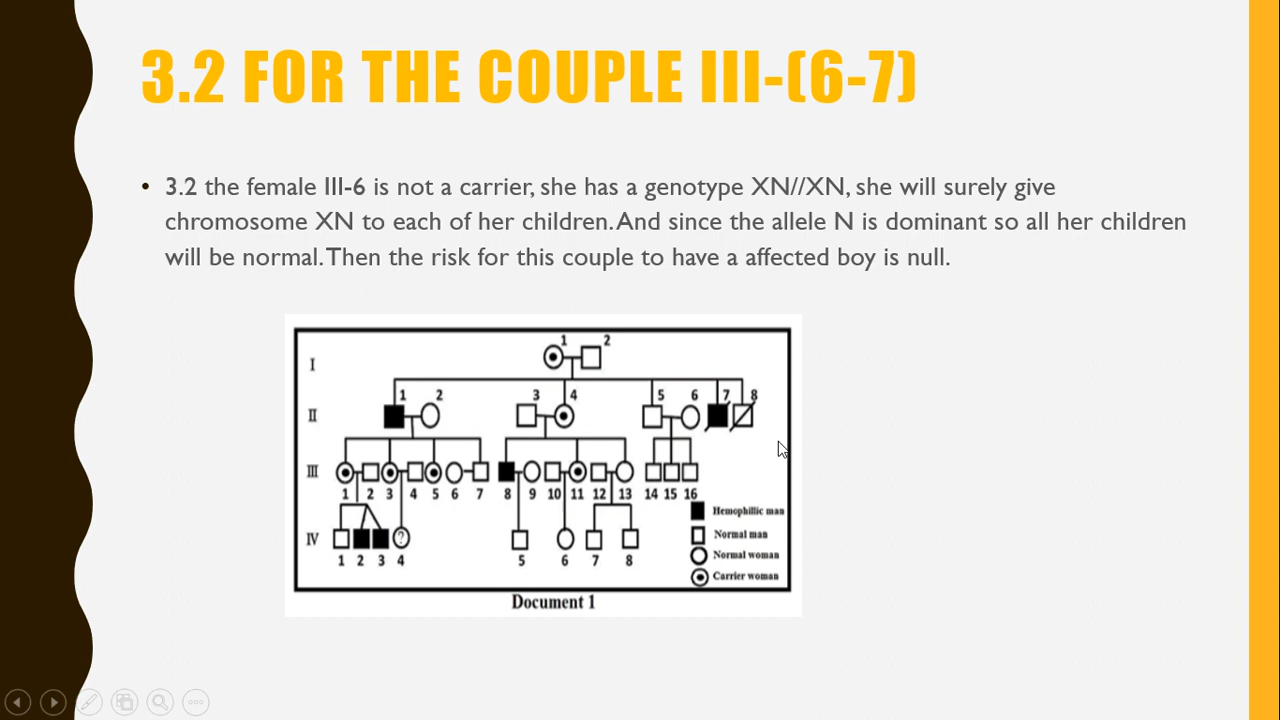 3.2 FOR THE COUPLE III-(6-7)
• 3.2 the female III-6 is not a carrier, she has a genotype XN//XN, she will surely give
chromosome XN to each of her children. And since the allele N is dominant so all her children
will be normal. Then the risk for this couple to have a affected boy is null.
1 2
I
1 2 3 4 5 6 7 8
II
III
1 2 3 4 5 6 7 8 9 10 11 12 13 14 15 16
Hemophilic man
Normal man
IV ?
Normal woman
1 2 3 4 5 6 7 8
Carrier woman
Document 1